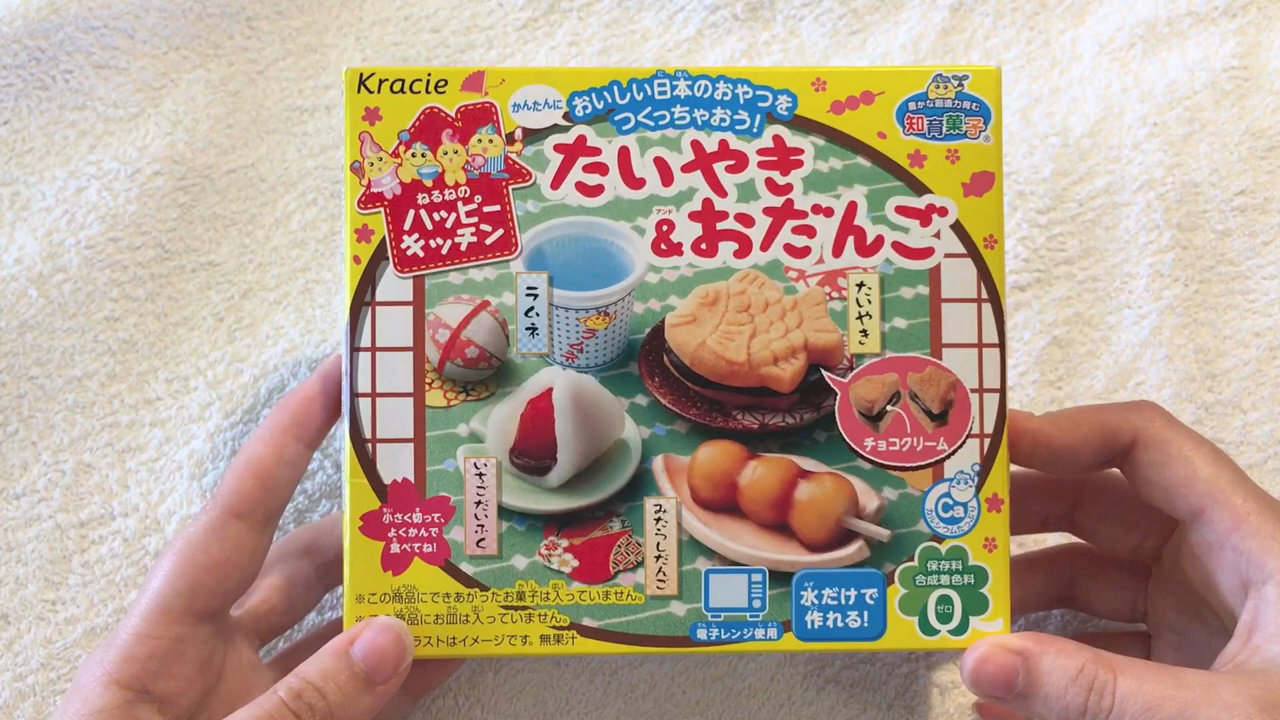 Kracie
かんたんに
おいしい日本のおやつを
つくっちゃおう!
豊かな創造力育む
知育菓子®
ねるねの
ハッピー
キッチン
たいやき
&おだんご
アンド
ラムネ
ラムネ
たいやき
チョコクリーム
いちごだいふく
みたらしだんご
小さく切って、
よくかんで
食べてね!
Ca
カルシウムたっぷり
保存料
合成着色料
0
ゼロ
電子レンジ使用
水だけで
作れる!
※この商品にできあがったお菓子は入っていません。
商品にお皿は入っていません。
ラストはイメージです。無果汁